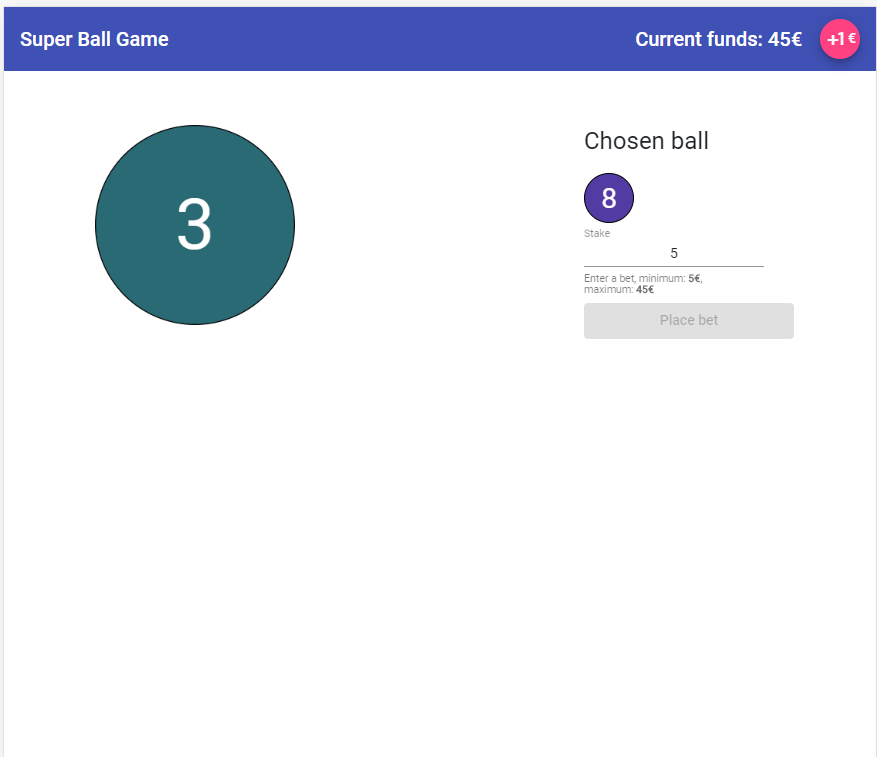 Super Ball Game
Current funds: 45€
+1 €
3
Chosen ball
8
Stake
5
Enter a bet, minimum: 5€,
maximum: 45€
Place bet